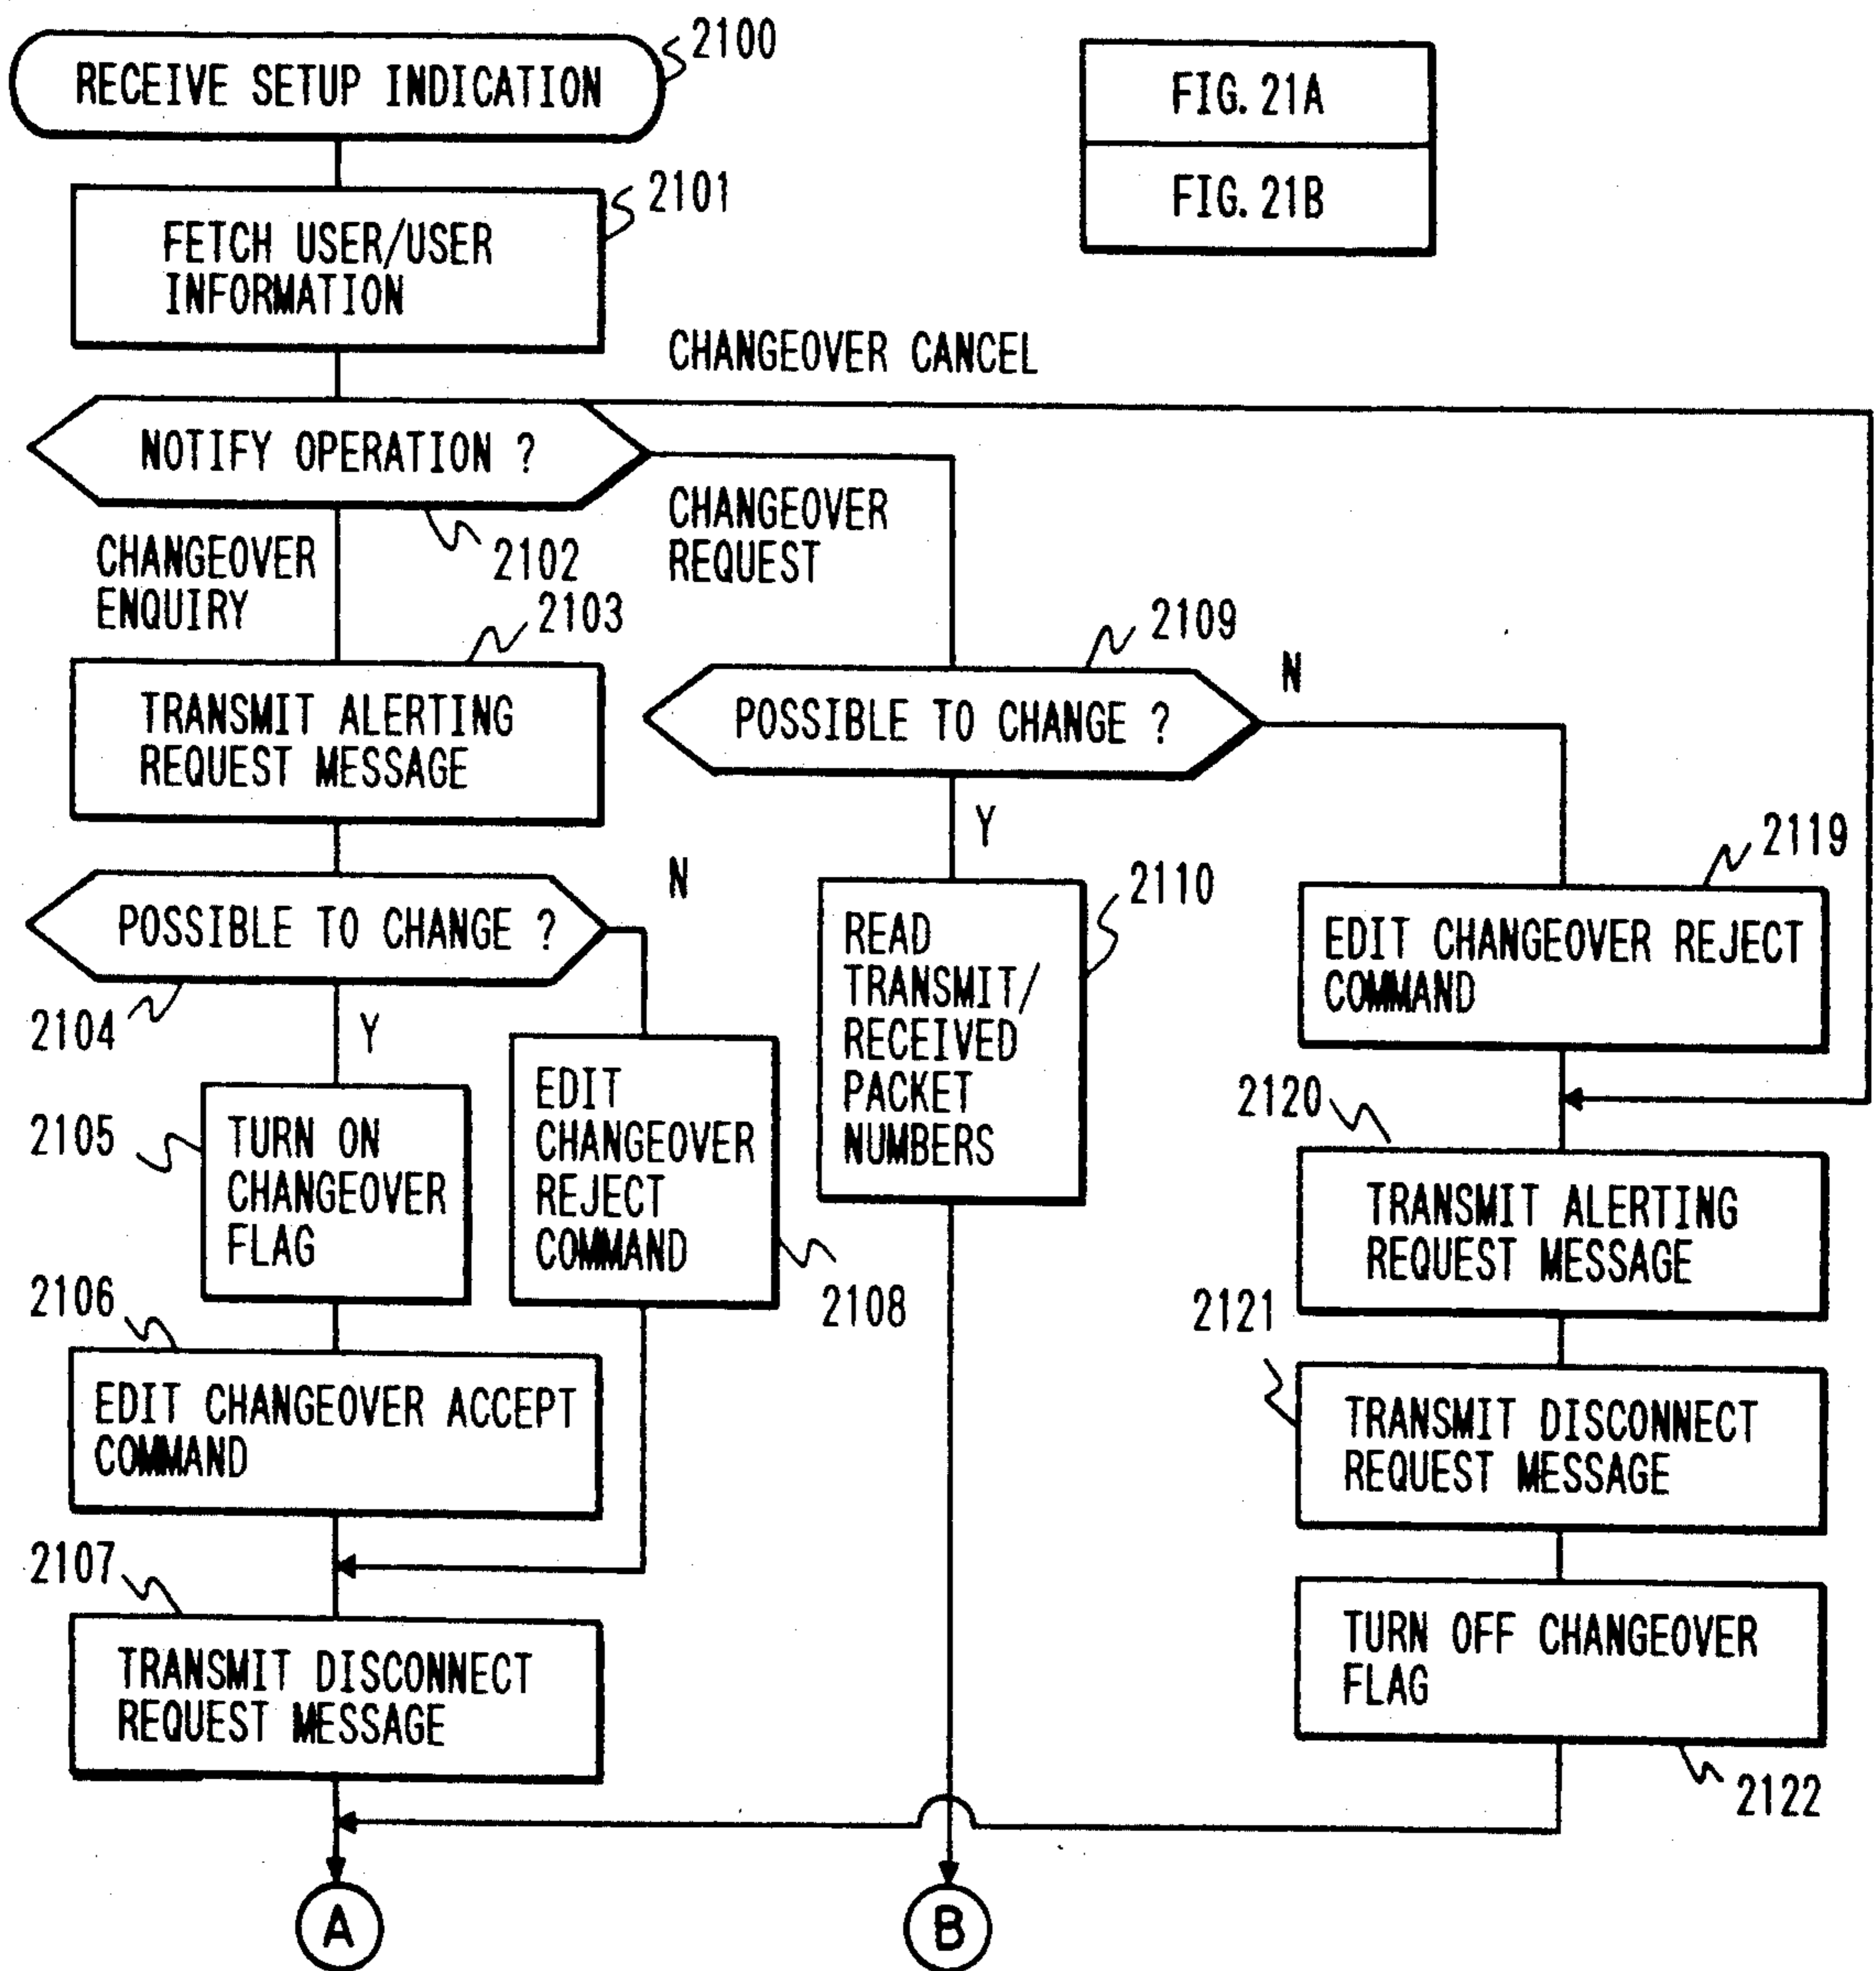 RECEIVE SETUP INDICATION
2100
FIG. 21A
FIG. 21B
2101
FETCH USER/USER
INFORMATION
CHANGEOVER CANCEL
NOTIFY OPERATION ?
2102
CHANGEOVER
ENQUIRY
CHANGEOVER
REQUEST
2103
TRANSMIT ALERTING
REQUEST MESSAGE
2109
POSSIBLE TO CHANGE ?
N
Y
POSSIBLE TO CHANGE ?
N
2104
Y
2110
READ
TRANSMIT/
RECEIVED
PACKET
NUMBERS
2119
EDIT CHANGEOVER REJECT
COMMAND
2105
TURN ON
CHANGEOVER
FLAG
EDIT
CHANGEOVER
REJECT
COMMAND
2108
2120
TRANSMIT ALERTING
REQUEST MESSAGE
2106
EDIT CHANGEOVER ACCEPT
COMMAND
2121
TRANSMIT DISCONNECT
REQUEST MESSAGE
2107
TRANSMIT DISCONNECT
REQUEST MESSAGE
TURN OFF CHANGEOVER
FLAG
2122
A
B